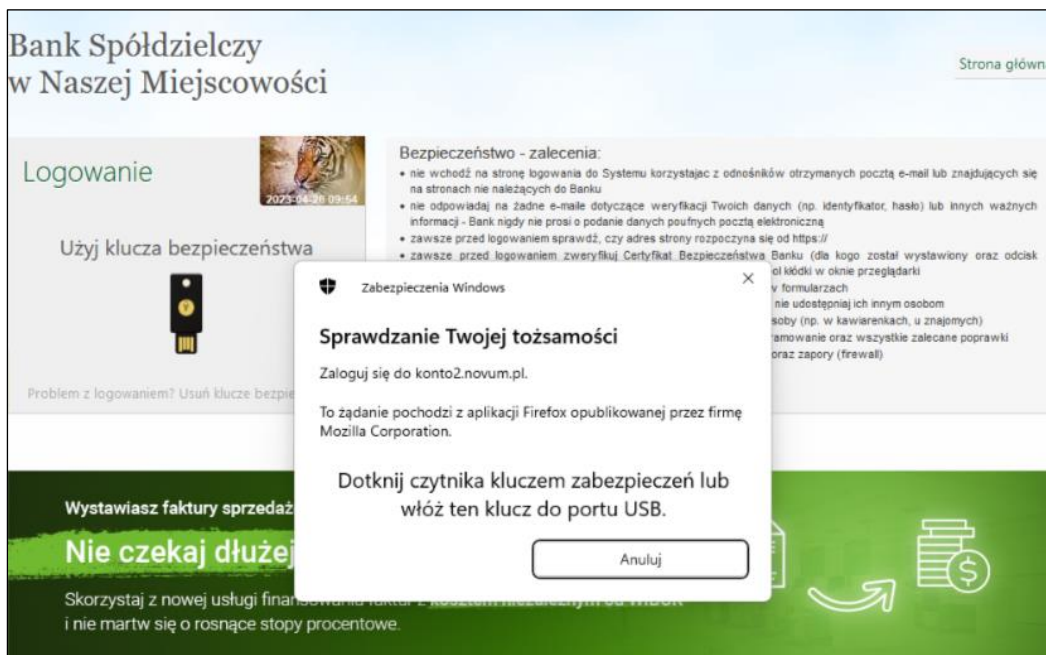 Bank Spółdzielczy
w Naszej Miejscowości
Strona główn
Logowanie
2023-04-26 09:54
Użyj klucza bezpieczeństwa
Problem z logowaniem? Usuń klucze bezpie
Bezpieczeństwo - zalecenia:
• nie wchodź na stronę logowania do Systemu korzystajac z odnośników otrzymanych pocztą e-mail lub znajdujących się
na stronach nie należących do Banku
• nie odpowiadaj na żadne e-maile dotyczące weryfikacji Twoich danych (np. identyfikator, hasło) lub innych ważnych
informacji - Bank nigdy nie prosi o podanie danych poufnych pocztą elektroniczną
• zawsze przed logowaniem sprawdź, czy adres strony rozpoczyna się od https://
• zawsze przed logowaniem zweryfikuj Certyfikat Bezpieczeństwa Banku (dla kogo został wystawiony oraz odcisk
ol kłódki w oknie przeglądarki
v formularzach
nie udostępniaj ich innym osobom
soby (np. w kawiarenkach, u znajomych)
ramowanie oraz wszystkie zalecane poprawki
oraz zapory (firewall)
Zabezpieczenia Windows
Sprawdzanie Twojej tożsamości
Zaloguj się do konto2.novum.pl.
To żądanie pochodzi z aplikacji Firefox opublikowanej przez firmę
Mozilla Corporation.
Dotknij czytnika kluczem zabezpieczeń lub
włóż ten klucz do portu USB.
Anuluj
Wystawiasz faktury sprzedaż
Nie czekaj dłużej
Skorzystaj z nowej usługi finansowania faktur z kosztem niezależnym od WIBOR
i nie martw się o rosnące stopy procentowe.